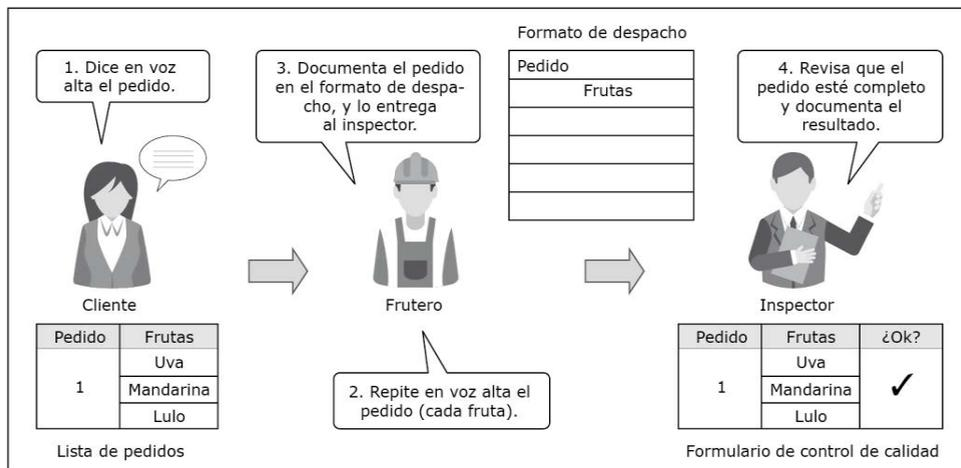 1. Dice en voz
alta el pedido.
3. Documenta el pedido
en el formato de despa-
cho, y lo entrega
al inspector.
Formato de despacho
Pedido
Frutas
4. Revisa que el
pedido esté completo
y documenta el
resultado.
Cliente
Frutero
Inspector
Pedido Frutas
1
Uva
Mandarina
Lulo
Lista de pedidos
2. Repite en voz alta el
pedido (cada fruta).
Pedido Frutas ¿Ok?
1
Uva
Mandarina
Lulo
✓
Formulario de control de calidad